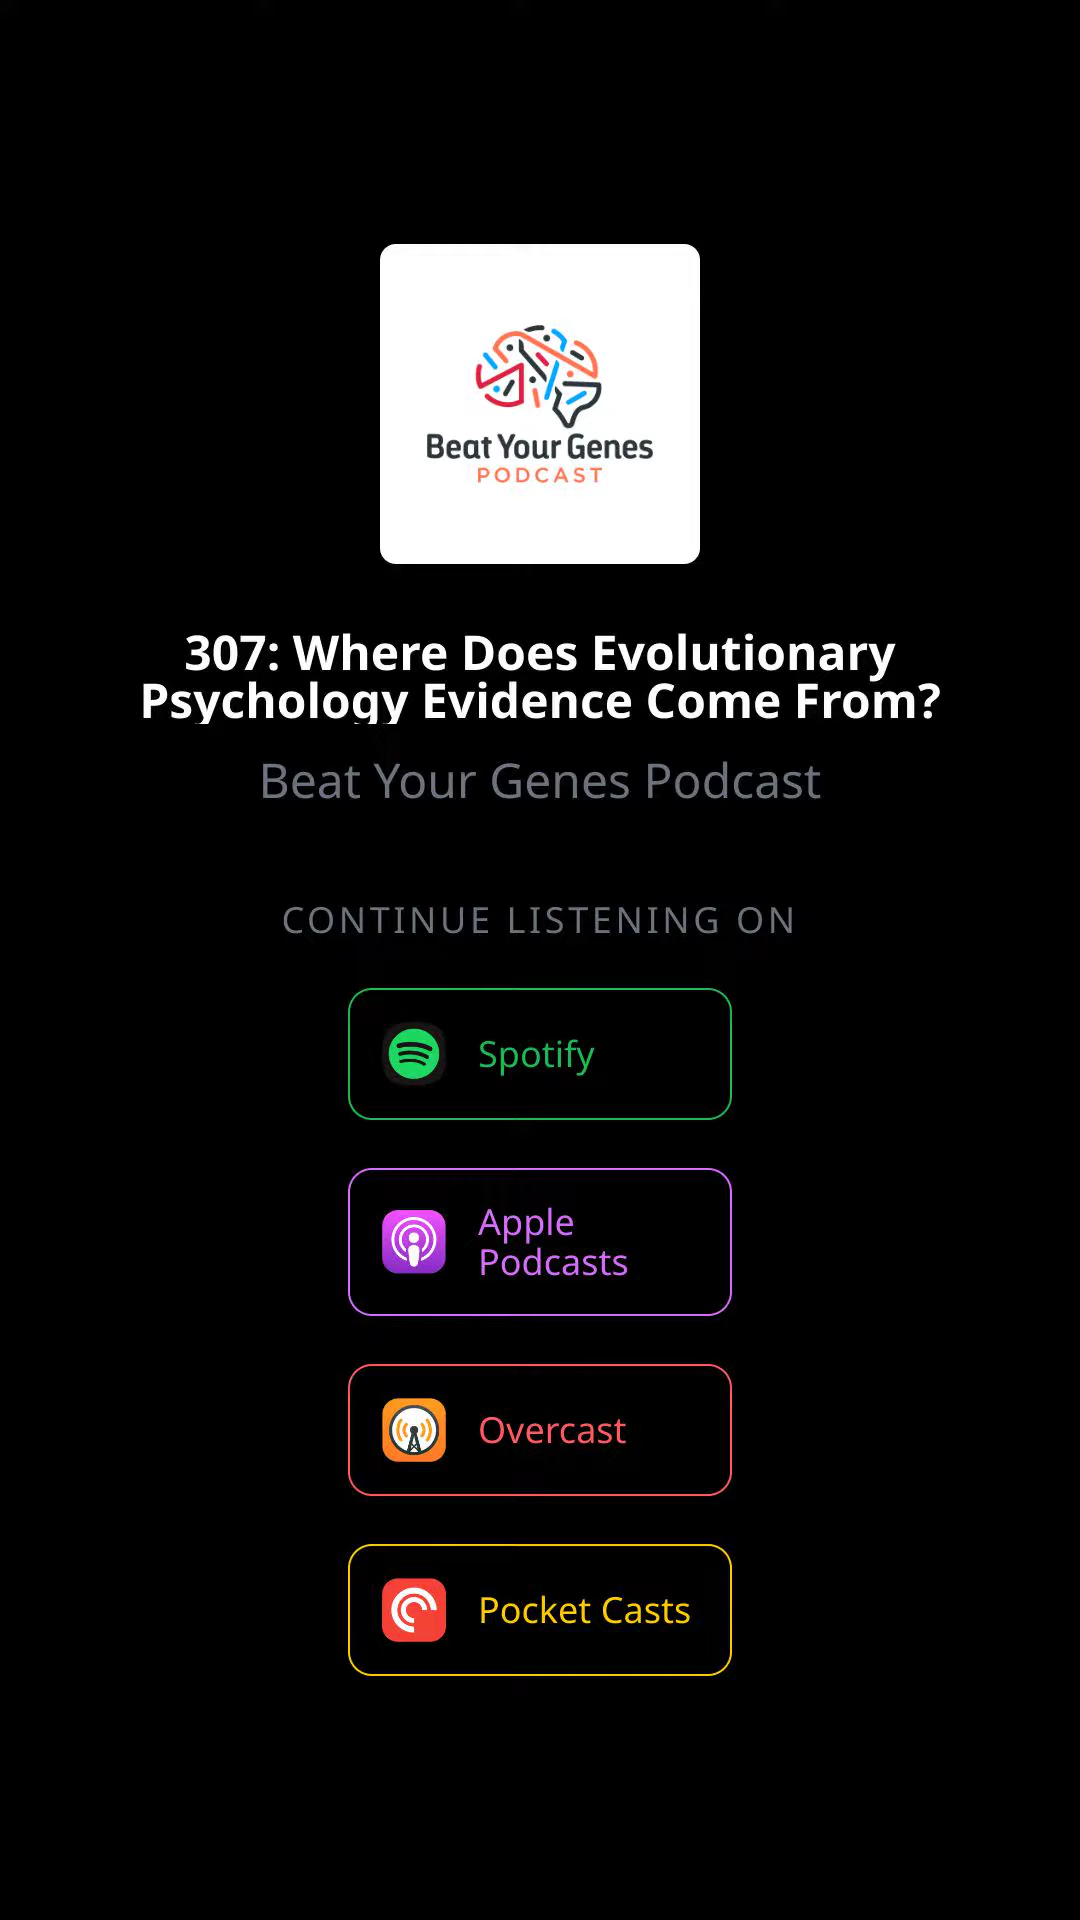 Beat Your Genes
PODCAST
307: Where Does Evolutionary
Psychology Evidence Come From?
Beat Your Genes Podcast
CONTINUE LISTENING ON
Spotify
Apple
Podcasts
Overcast
Pocket Casts